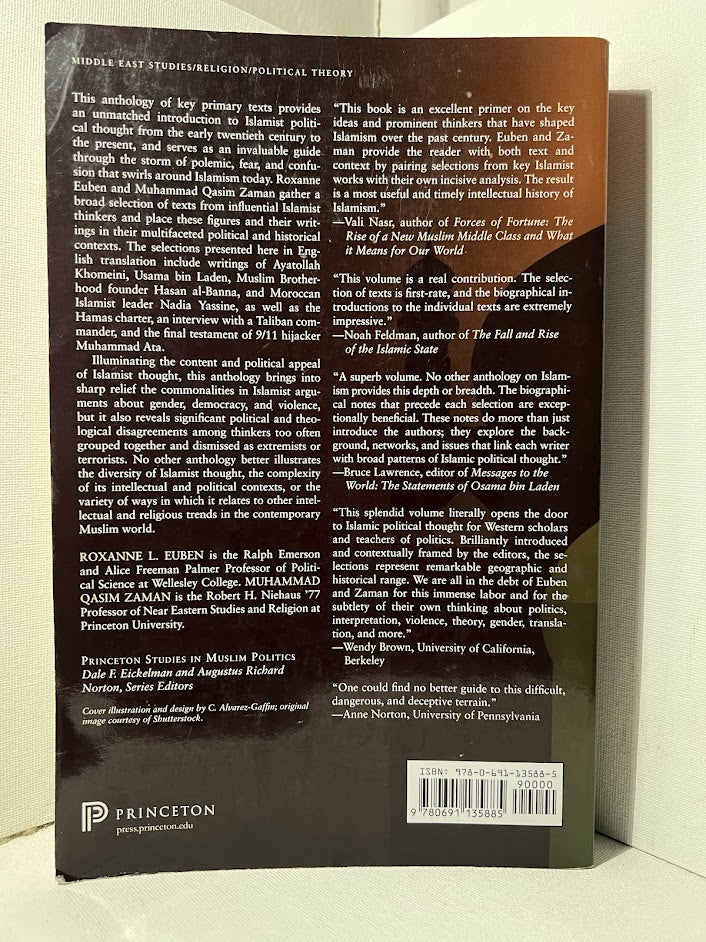 MIDDLE EAST STUDIES/RELIGION/POLITICAL THEORY
This anthology of key primary texts provides
an unmatched introduction to Islamist politi-
cal thought from the early twentieth century to
the present, and serves as an invaluable guide
through the storm of polemic, fear, and confu-
sion that swirls around Islamism today. Roxanne
Euben and Muhammad Qasim Zaman gather a
broad selection of texts from influential Islamist
thinkers and place these figures and their writ-
ings in their multifaceted political and historical
contexts. The selections presented here in Eng-
lish translation include writings of Ayatollah
Khomeini, Usama bin Laden, Muslim Brother-
hood founder Hasan al-Banna, and Moroccan
Islamist leader Nadia Yassine, as well as the
Hamas charter, an interview with a Taliban com-
mander, and the final testament of 9/11 hijacker
Muhammad Ata.
Illuminating the content and political appeal
of Islamist thought, this anthology brings into
sharp relief the commonalities in Islamist argu-
ments about gender, democracy, and violence,
but it also reveals significant political and theo-
logical disagreements among thinkers too often
grouped together and dismissed as extremists or
terrorists. No other anthology better illustrates
the diversity of Islamist thought, the complexity
of its intellectual and political contexts, or the
variety of ways in which it relates to other intel-
lectual and religious trends in the contemporary
Muslim world.
ROXANNE L. EUBEN is the Ralph Emerson
and Alice Freeman Palmer Professor of Politi-
cal Science at Wellesley College. MUHAMMAD
QASIM ZAMAN is the Robert H. Niehaus '77
Professor of Near Eastern Studies and Religion at
Princeton University.
PRINCETON STUDIES IN MUSLIM POLITICS
Dale F. Eickelman and Augustus Richard
Norton, Series Editors
Cover illustration and design by C. Alvarez-Gaffin; original
image courtesy of Shutterstock.
PRINCETON
press.princeton.edu
"This book is an excellent primer on the key
ideas and prominent thinkers that have shaped
Islamism over the past century. Euben and Za-
man provide the reader with both text and
context by pairing selections from key Islamist
works with their own incisive analysis. The result
is a most useful and timely intellectual history of
Islamism."
—Vali Nasr, author of Forces of Fortune: The
Rise of a New Muslim Middle Class and What
it Means for Our World
"This volume is a real contribution. The selec-
tion of texts is first-rate, and the biographical in-
troductions to the individual texts are extremely
impressive."
—Noah Feldman, author of The Fall and Rise
of the Islamic State
"A superb volume. No other anthology on Islam-
ism provides this depth or breadth. The biographi-
cal notes that precede each selection are excep-
tionally beneficial. These notes do more than just
introduce the authors; they explore the back-
ground, networks, and issues that link each writer
with broad patterns of Islamic political thought."
—Bruce Lawrence, editor of Messages to the
World: The Statements of Osama bin Laden
"This splendid volume literally opens the door
to Islamic political thought for Western scholars
and teachers of politics. Brilliantly introduced
and contextually framed by the editors, the se-
lections represent remarkable geographic and
historical range. We are all in the debt of Euben
and Zaman for this immense labor and for the
subtlety of their own thinking about politics,
interpretation, violence, theory, gender, transla-
tion, and more."
—Wendy Brown, University of California,
Berkeley
"One could find no better guide to this difficult,
dangerous, and deceptive terrain."
—Anne Norton, University of Pennsylvania
ISBN: 978-0-691-13588-5
90000
9 780691 135885